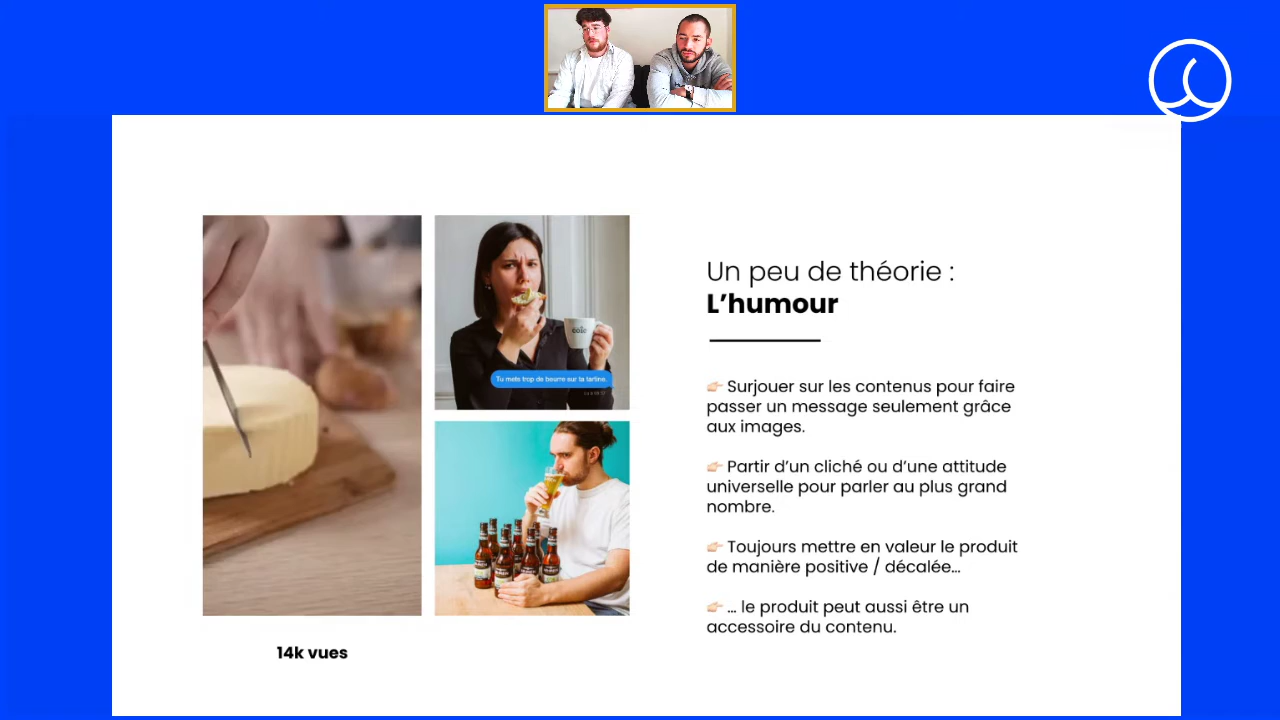 Un peu de théorie :
L’humour
👉🏻 Surjouer sur les contenus pour faire
passer un message seulement grâce
aux images.
👉🏻 Partir d’un cliché ou d’une attitude
universelle pour parler au plus grand
nombre.
👉🏻 Toujours mettre en valeur le produit
de manière positive / décalée...
👉🏻 ... le produit peut aussi être un
accessoire du contenu.
Tu mets trop de beurre sur ta tartine.
14k vues